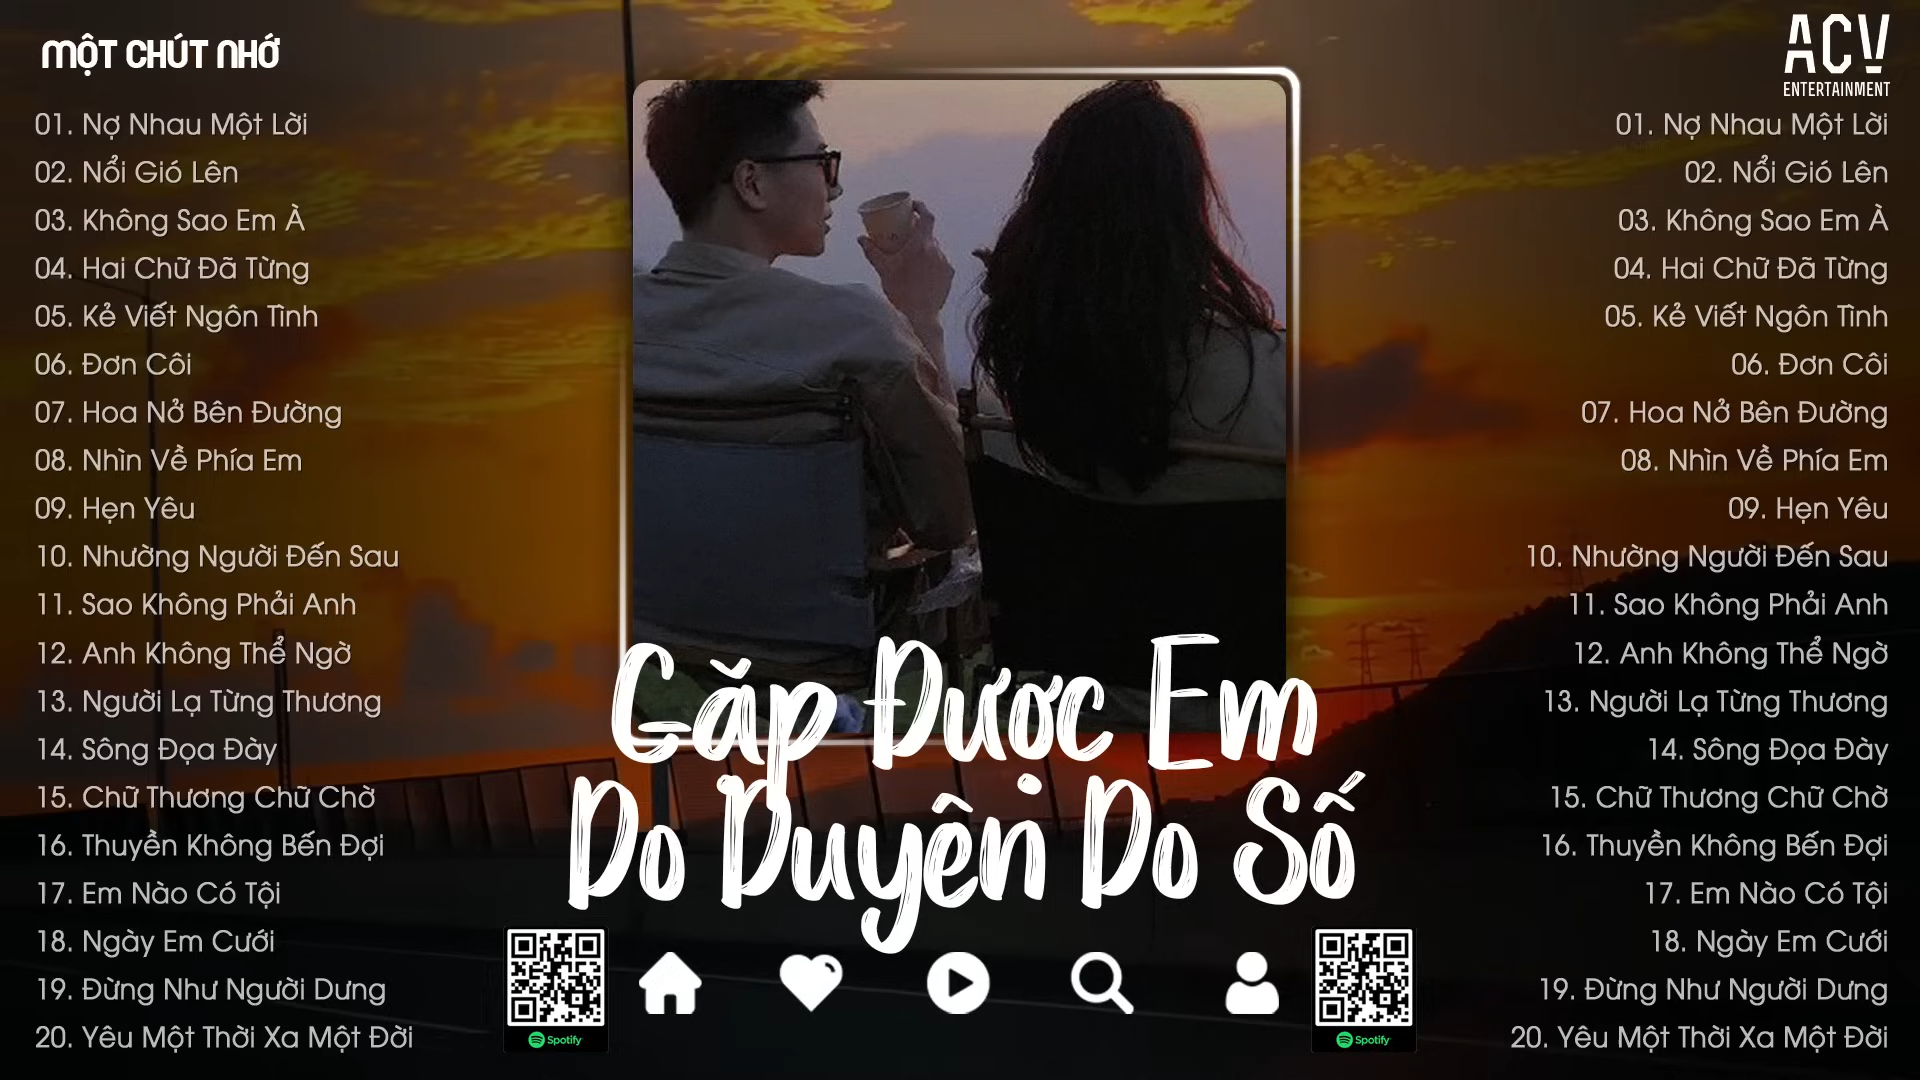 MỘT CHÚT NHỚ
01. Nợ Nhau Một Lời
02. Nổi Gió Lên
03. Không Sao Em À
04. Hai Chữ Đã Từng
05. Kẻ Viết Ngôn Tình
06. Đơn Côi
07. Hoa Nở Bên Đường
08. Nhìn Về Phía Em
09. Hẹn Yêu
10. Nhường Người Đến Sau
11. Sao Không Phải Anh
12. Anh Không Thể Ngờ
13. Người Lạ Từng Thương
14. Sông Đọa Đày
15. Chữ Thương Chữ Chờ
16. Thuyền Không Bến Đợi
17. Em Nào Có Tội
18. Ngày Em Cưới
19. Đừng Như Người Dưng
20. Yêu Một Thời Xa Một Đời
Gặp Được Em
Do Duyên Do Số
Spotify
Spotify
ACV
ENTERTAINMENT
01. Nợ Nhau Một Lời
02. Nổi Gió Lên
03. Không Sao Em À
04. Hai Chữ Đã Từng
05. Kẻ Viết Ngôn Tình
06. Đơn Côi
07. Hoa Nở Bên Đường
08. Nhìn Về Phía Em
09. Hẹn Yêu
10. Nhường Người Đến Sau
11. Sao Không Phải Anh
12. Anh Không Thể Ngờ
13. Người Lạ Từng Thương
14. Sông Đọa Đày
15. Chữ Thương Chữ Chờ
16. Thuyền Không Bến Đợi
17. Em Nào Có Tội
18. Ngày Em Cưới
19. Đừng Như Người Dưng
20. Yêu Một Thời Xa Một Đời